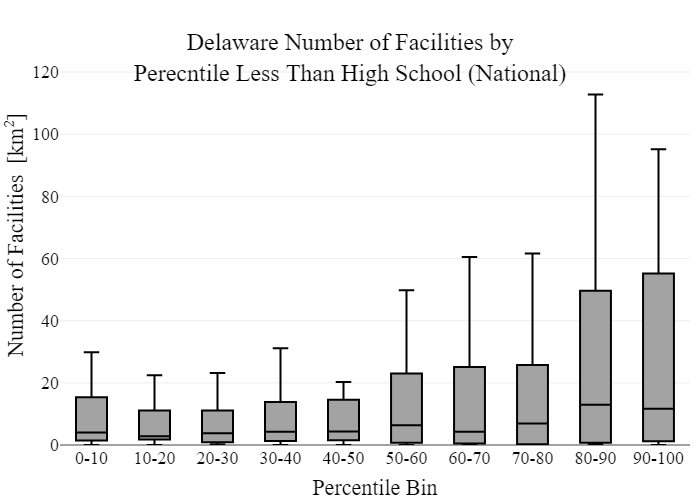 Delaware Number of Facilities by
Perecntile Less Than High School (National)
Number of Facilities [km²]
120
100
80
60
40
20
0
0-10 10-20 20-30 30-40 40-50 50-60 60-70 70-80 80-90 90-100
Percentile Bin